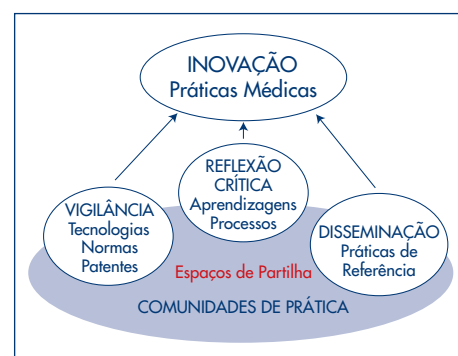 INOVAÇÃO
Práticas Médicas
REFLEXÃO
CRÍTICA
Aprendizagens
Processos
VIGILÂNCIA
Tecnologias
Normas
Patentes
DISSEMINAÇÃO
Práticas de
Referência
Espaços de Partilha
COMUNIDADES DE PRÁTICA